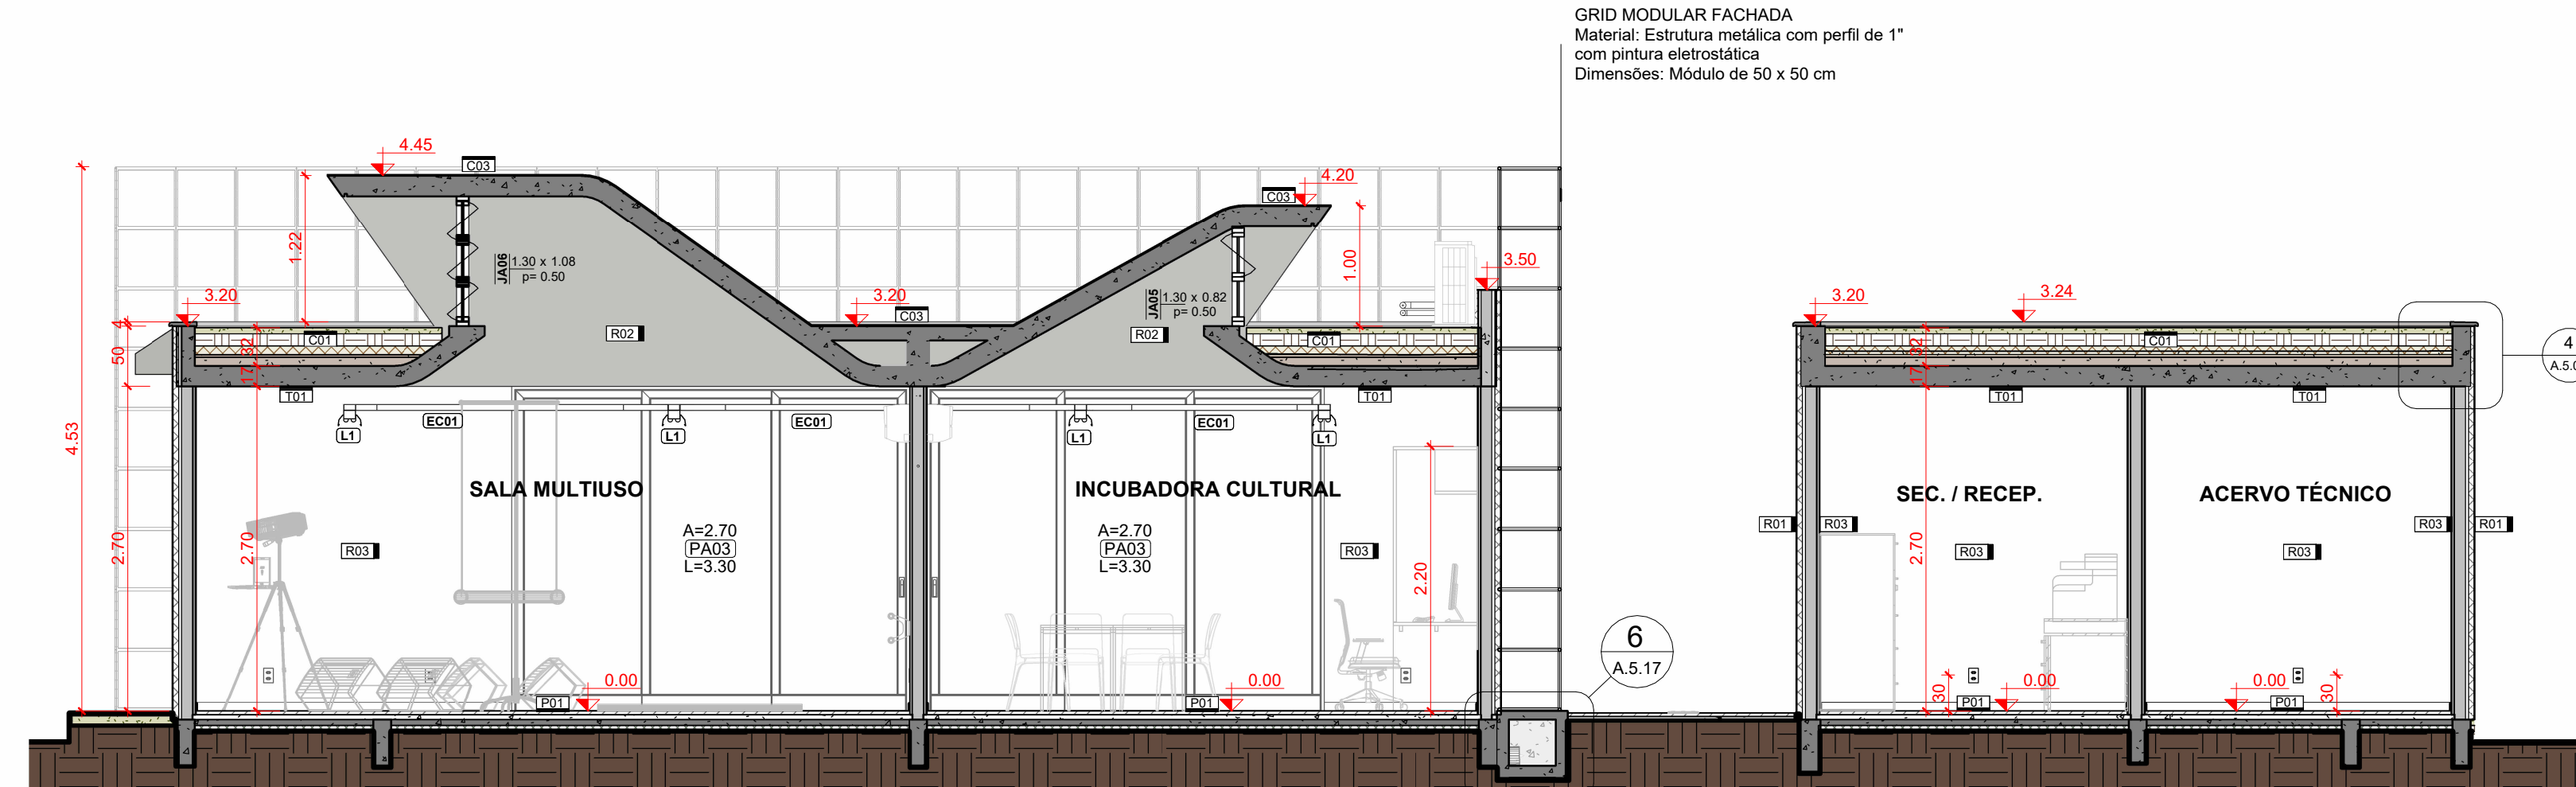 GRID MODULAR FACHADA
Material: Estrutura metálica com perfil de 1"
com pintura eletrostática
Dimensões: Módulo de 50 x 50 cm
4.45
C03
4.20
C03
1.22
JA06
1.30 x 1.08
p= 0.50
1.00
3.50
3.20
3.20
C03
JA05
1.30 x 0.82
p= 0.50
3.20
3.24
R02
R02
C01
C01
C01
4
A.5.0
50
32
17
32
17
T01
T01
T01
T01
EC01
EC01
EC01
L1
L1
L1
L1
4.53
SALA MULTIUSO
INCUBADORA CULTURAL
SEC. / RECEP.
ACERVO TÉCNICO
A=2.70
PA03
L=3.30
A=2.70
PA03
L=3.30
R01
R03
R03
R01
2.70
2.70
R03
R03
2.70
R03
R03
2.20
6
A.5.17
0.00
0.00
0.00
0.00
P01
P01
30
P01
P01
30